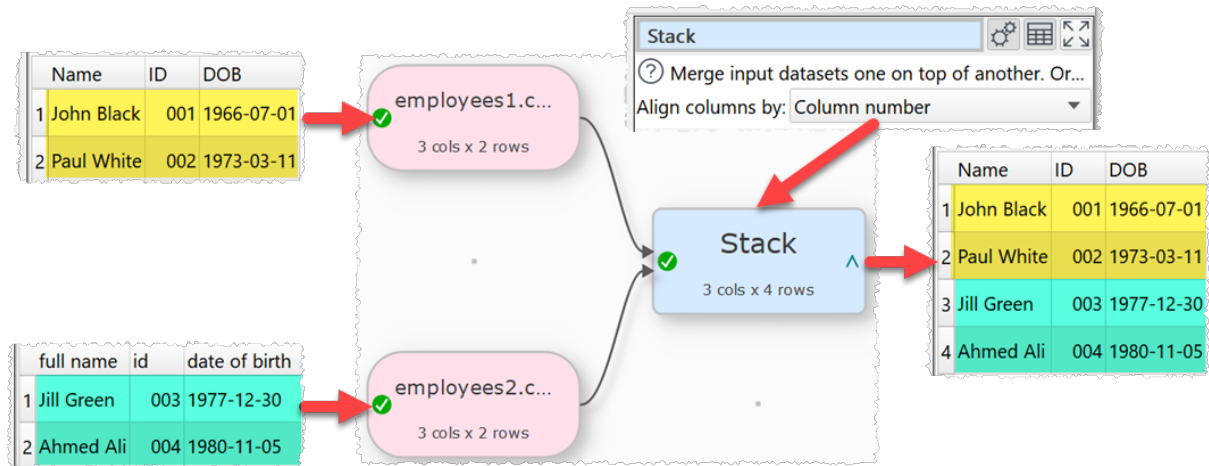 Stack
? Merge input datasets one on top of another. Or...
Align columns by: Column number
Name ID DOB
1 John Black 001 1966-07-01
2 Paul White 002 1973-03-11
employees1.c...
3 cols x 2 rows
Stack
3 cols x 4 rows
Name ID DOB
1 John Black 001 1966-07-01
2 Paul White 002 1973-03-11
3 Jill Green 003 1977-12-30
4 Ahmed Ali 004 1980-11-05
full name id date of birth
1 Jill Green 003 1977-12-30
2 Ahmed Ali 004 1980-11-05
employees2.c...
3 cols x 2 rows